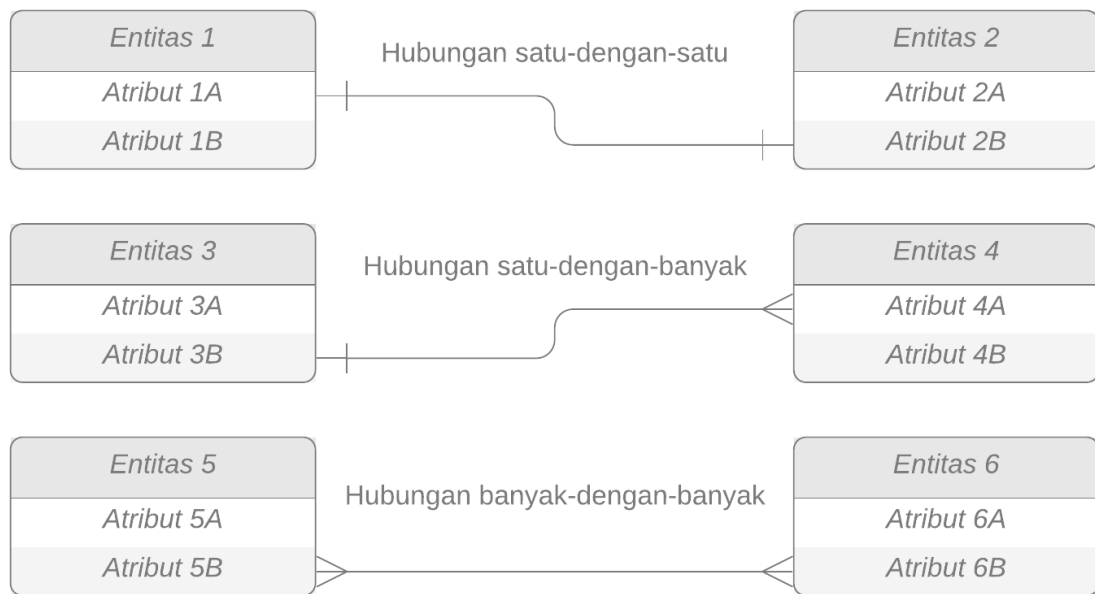 Entitas 1
Hubungan satu-dengan-satu
Entitas 2
Atribut 1A
Atribut 2A
Atribut 1B
Atribut 2B
Entitas 3
Hubungan satu-dengan-banyak
Entitas 4
Atribut 3A
Atribut 4A
Atribut 3B
Atribut 4B
Entitas 5
Hubungan banyak-dengan-banyak
Entitas 6
Atribut 5A
Atribut 6A
Atribut 5B
Atribut 6B